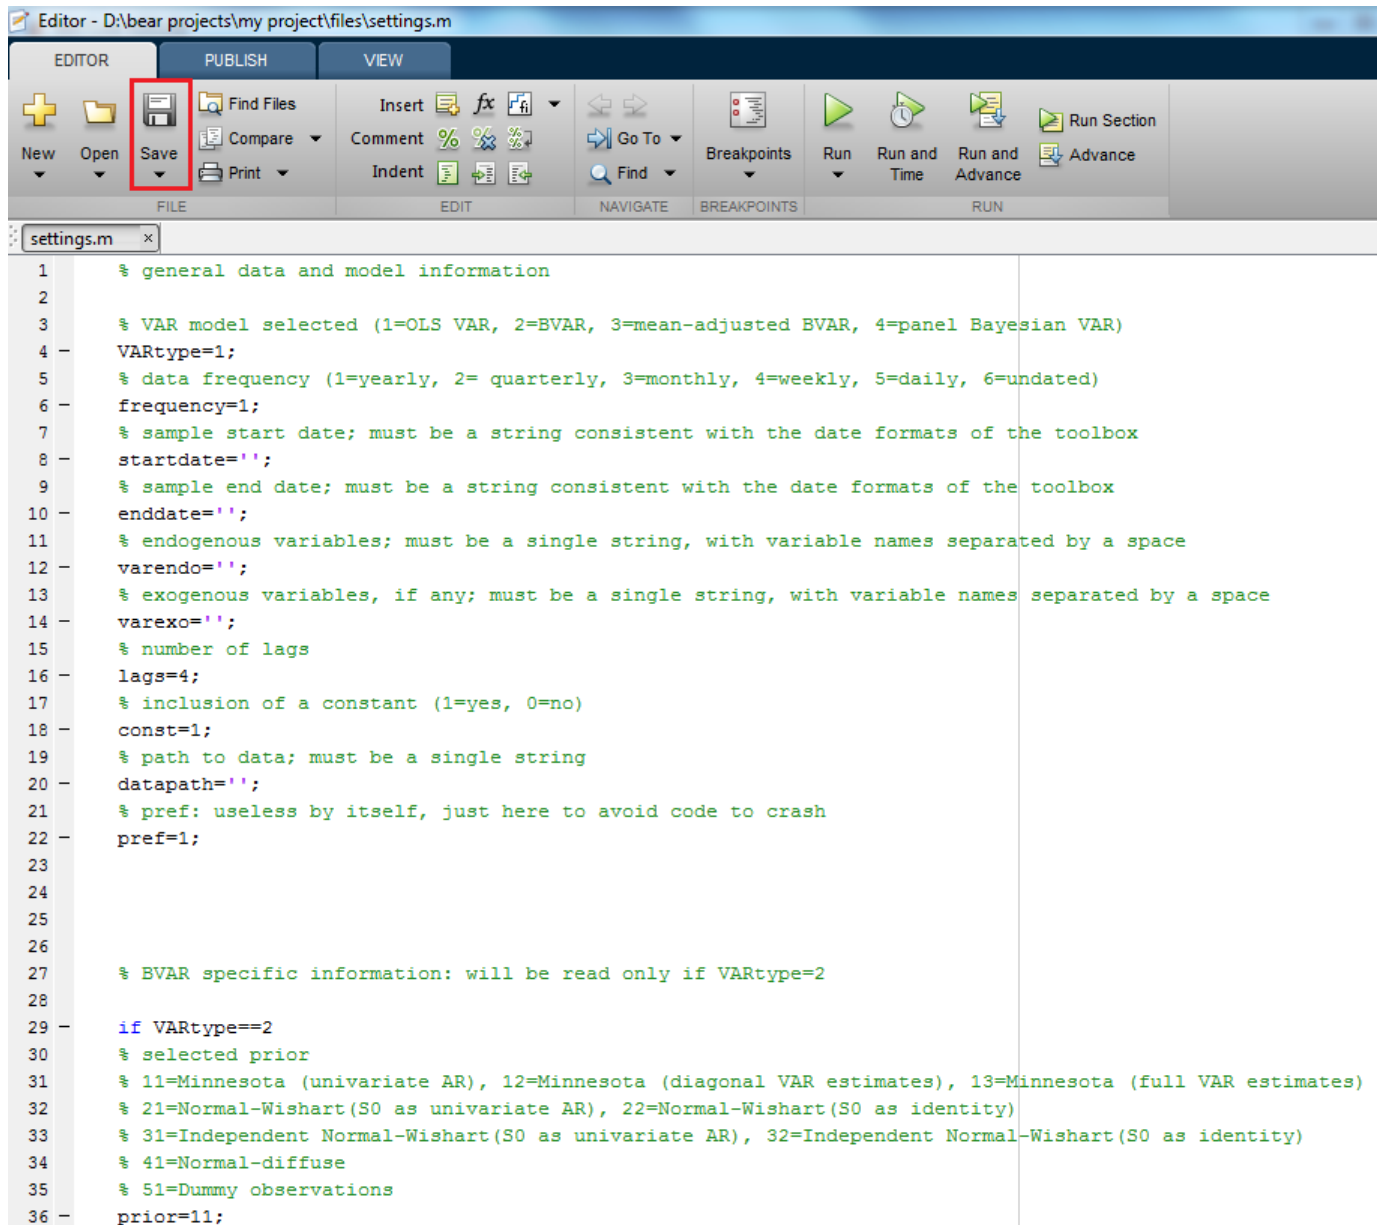 Editor - D:\bear projects\my project\files\settings.m
EDITOR PUBLISH VIEW
Find Files Insert fx fi
New Open Save Compare Comment Go To Breakpoints Run Run and Time Run and Advance Run Section
Print Indent Find Advance
FILE EDIT NAVIGATE BREAKPOINTS RUN
settings.m ×
1 % general data and model information
2
3 % VAR model selected (1=OLS VAR, 2=BVAR, 3=mean-adjusted BVAR, 4=panel Bayesian VAR)
4 – VARtype=1;
5 % data frequency (1=yearly, 2= quarterly, 3=monthly, 4=weekly, 5=daily, 6=undated)
6 – frequency=1;
7 % sample start date; must be a string consistent with the date formats of the toolbox
8 – startdate='';
9 % sample end date; must be a string consistent with the date formats of the toolbox
10 – enddate='';
11 % endogenous variables; must be a single string, with variable names separated by a space
12 – varendo='';
13 % exogenous variables, if any; must be a single string, with variable names separated by a space
14 – varexo='';
15 % number of lags
16 – lags=4;
17 % inclusion of a constant (1=yes, 0=no)
18 – const=1;
19 % path to data; must be a single string
20 – datapath='';
21 % pref: useless by itself, just here to avoid code to crash
22 – pref=1;
23
24
25
26
27 % BVAR specific information: will be read only if VARtype=2
28
29 – if VARtype==2
30 % selected prior
31 % 11=Minnesota (univariate AR), 12=Minnesota (diagonal VAR estimates), 13=Minnesota (full VAR estimates)
32 % 21=Normal-Wishart(S0 as univariate AR), 22=Normal-Wishart(S0 as identity)
33 % 31=Independent Normal-Wishart(S0 as univariate AR), 32=Independent Normal-Wishart(S0 as identity)
34 % 41=Normal-diffuse
35 % 51=Dummy observations
36 – prior=11;